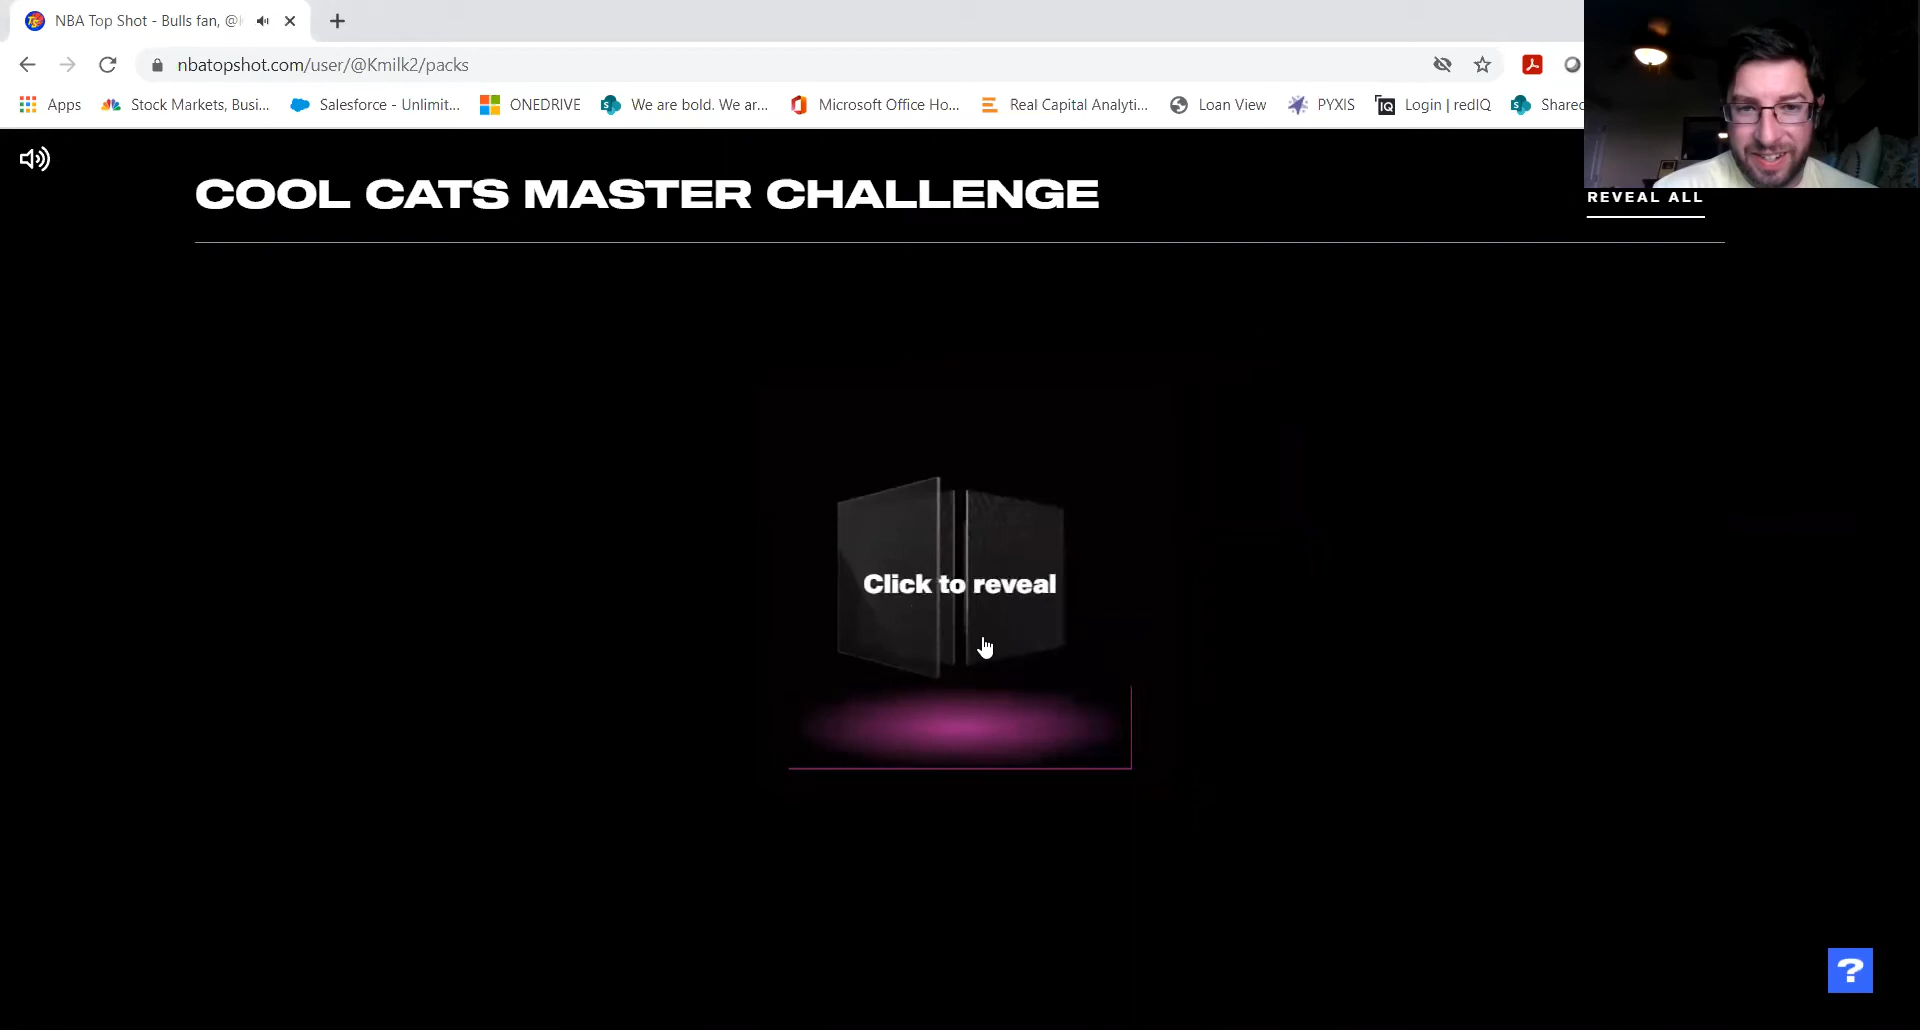 NBA Top Shot - Bulls fan, @
nbatopshot.com/user/@Kmilk2/packs
Apps Stock Markets, Busi... Salesforce - Unlimit... ONEDRIVE We are bold. We ar... Microsoft Office Ho... Real Capital Analyti... Loan View PYXIS IQ Login | redIQ Shared
COOL CATS MASTER CHALLENGE
REVEAL ALL
Click to reveal
?